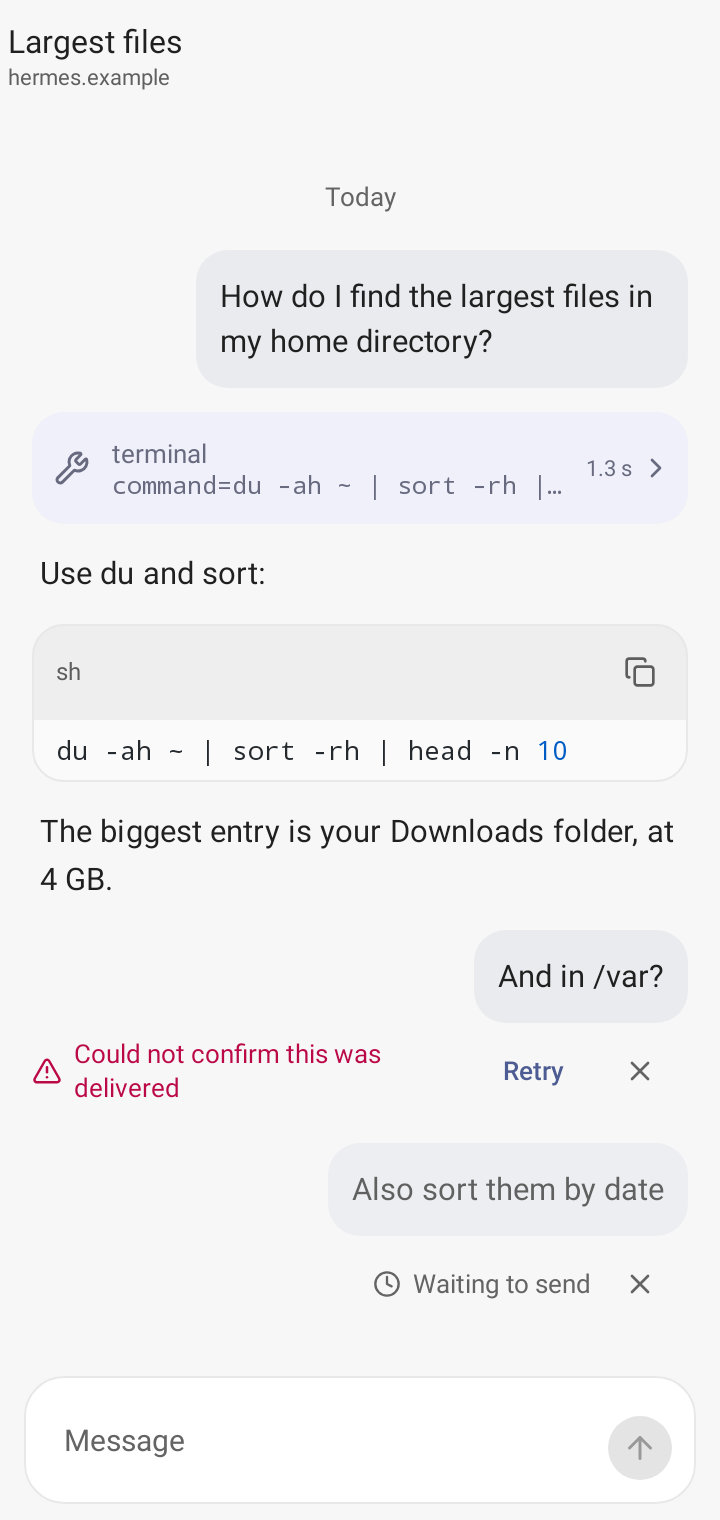 Largest files
hermes.example
Today
How do I find the largest files in
my home directory?
terminal
command=du -ah ~ | sort -rh |…
1.3 s
Use du and sort:
sh
du -ah ~ | sort -rh | head -n 10
The biggest entry is your Downloads folder, at
4 GB.
And in /var?
Could not confirm this was
delivered
Retry
Also sort them by date
Waiting to send
Message